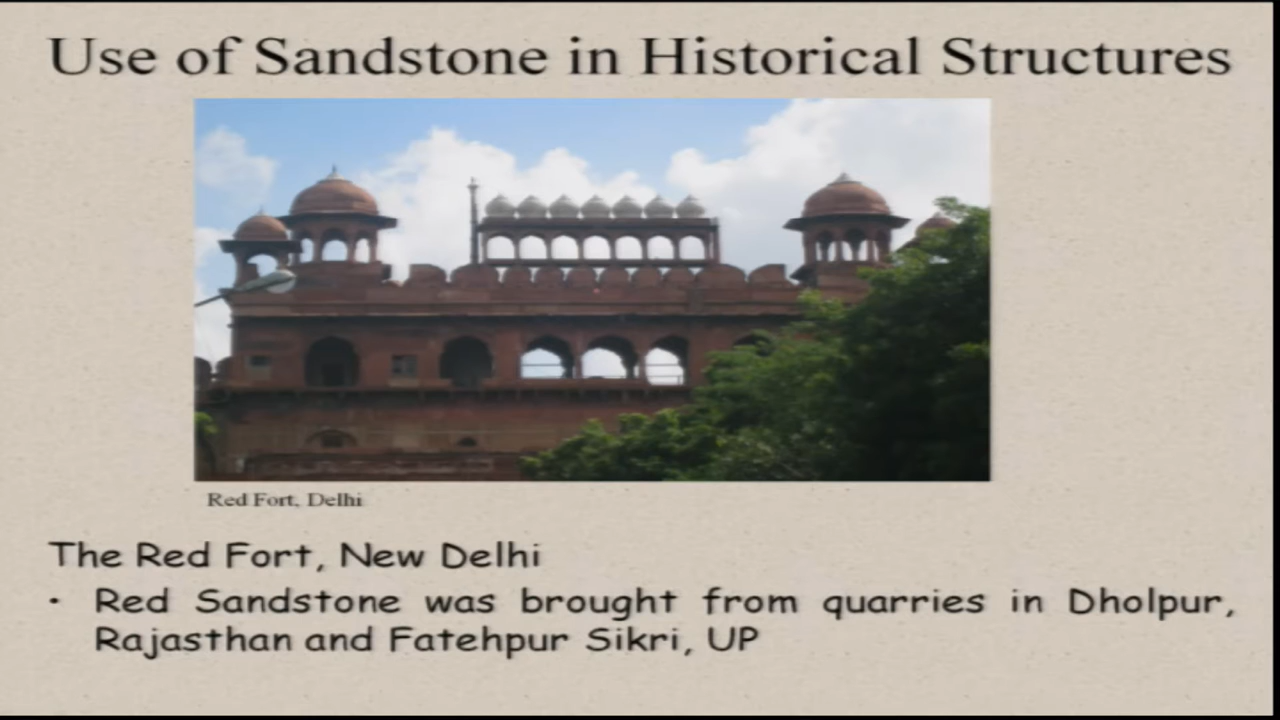 Use of Sandstone in Historical Structures
Red Fort, Delhi
The Red Fort, New Delhi
• Red Sandstone was brought from quarries in Dholpur,
Rajasthan and Fatehpur Sikri, UP